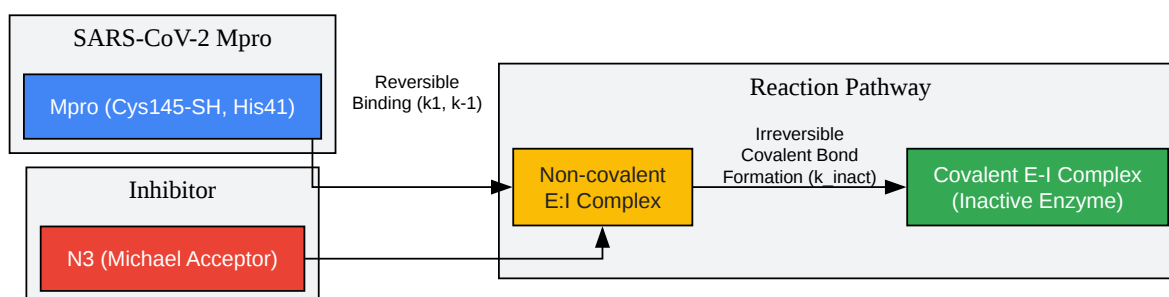 SARS-CoV-2 Mpro
Mpro (Cys145-SH, His41)
Inhibitor
N3 (Michael Acceptor)
Reversible
Binding (k1, k-1)
Reaction Pathway
Non-covalent
E:I Complex
Irreversible
Covalent Bond
Formation (k_inact)
Covalent E-I Complex
(Inactive Enzyme)